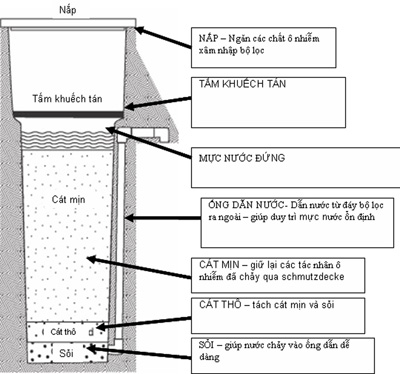 Nắp
NẮP – Ngăn các chất ô nhiễm
xâm nhập bộ lọc
Tấm khuếch tán
TẤM KHUẾCH TÁN
MỰC NƯỚC ĐỨNG
Cát mịn
ỐNG DẪN NƯỚC- Dẫn nước từ đáy bộ lọc
ra ngoài – giúp duy trì mực nước ổn định
CÁT MỊN – giữ lại các tác nhân ô
nhiễm đã chảy qua schmutzdecke
CÁT THÔ – tách cát mịn và sỏi
Cát thô
SỎI – giúp nước chảy vào ống dẫn dễ
dàng
Sỏi